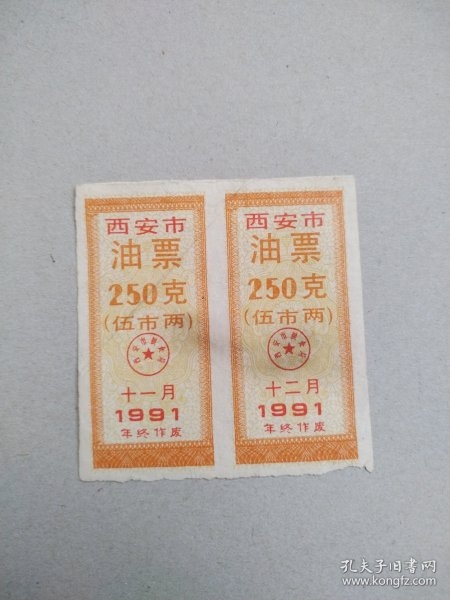 西安市
油票
250克
(伍市两)
十一月
1991
年终作废
西安市
油票
250克
(伍市两)
十二月
1991
年终作废
孔夫子旧书网
www.kongfz.com